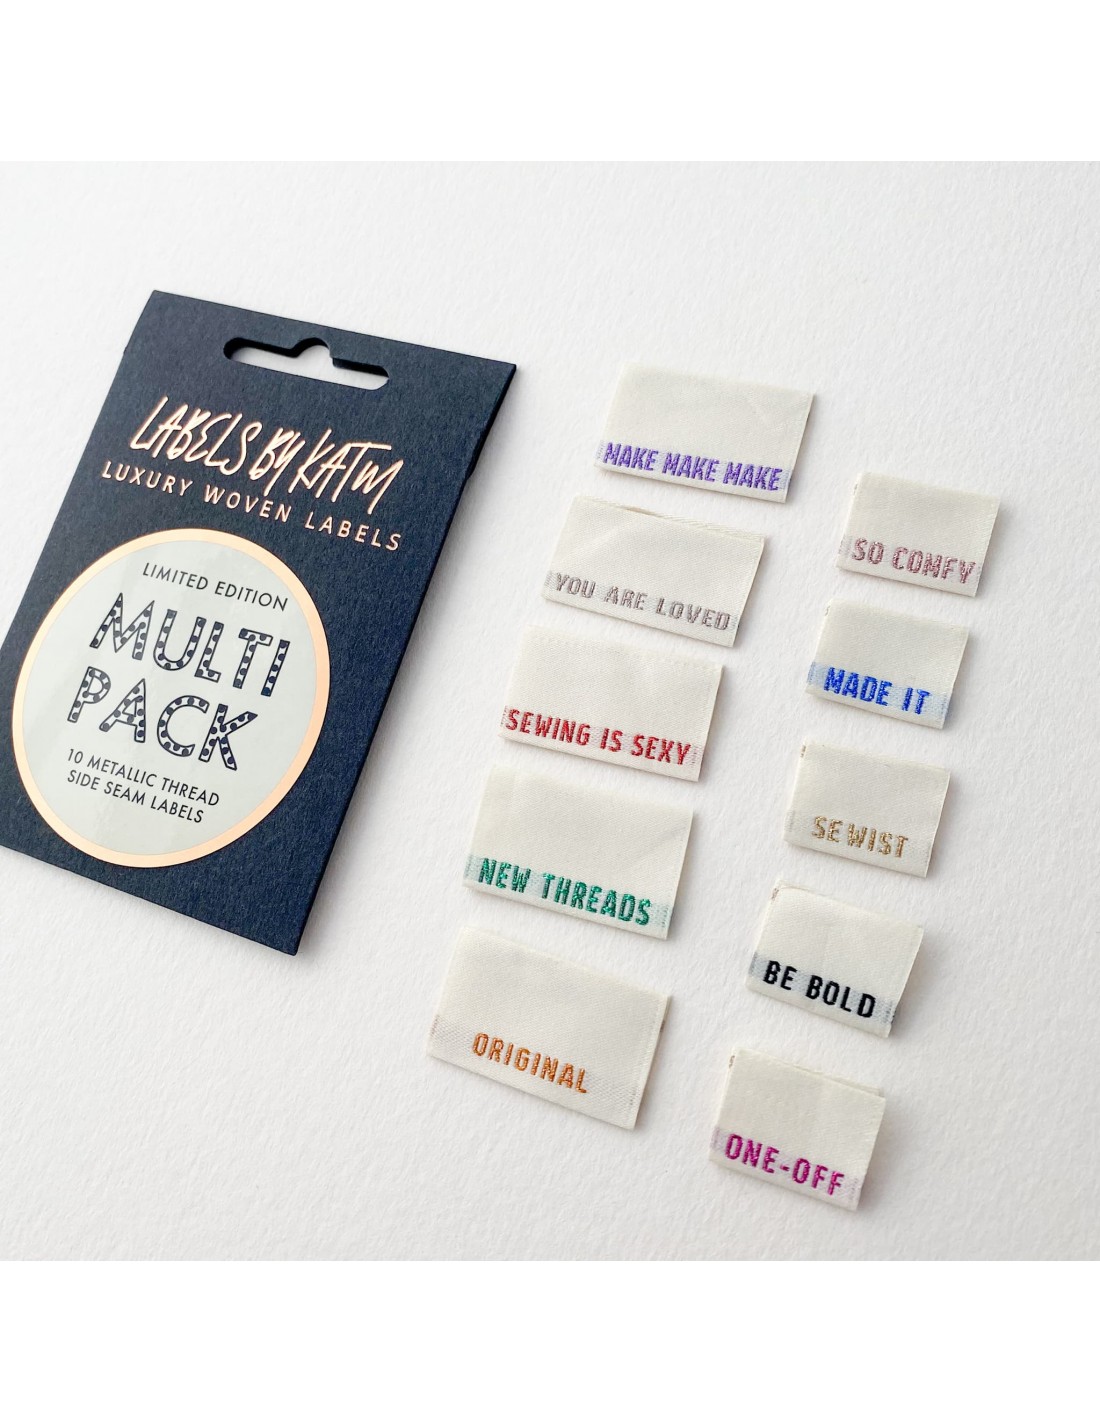 LABELS BY KATM
LUXURY WOVEN LABELS
LIMITED EDITION
MULTI
PACK
10 METALLIC THREAD
SIDE SEAM LABELS
MAKE MAKE MAKE
YOU ARE LOVED
SEWING IS SEXY
NEW THREADS
ORIGINAL
SO COMFY
MADE IT
SEWIST
BE BOLD
ONE-OFF